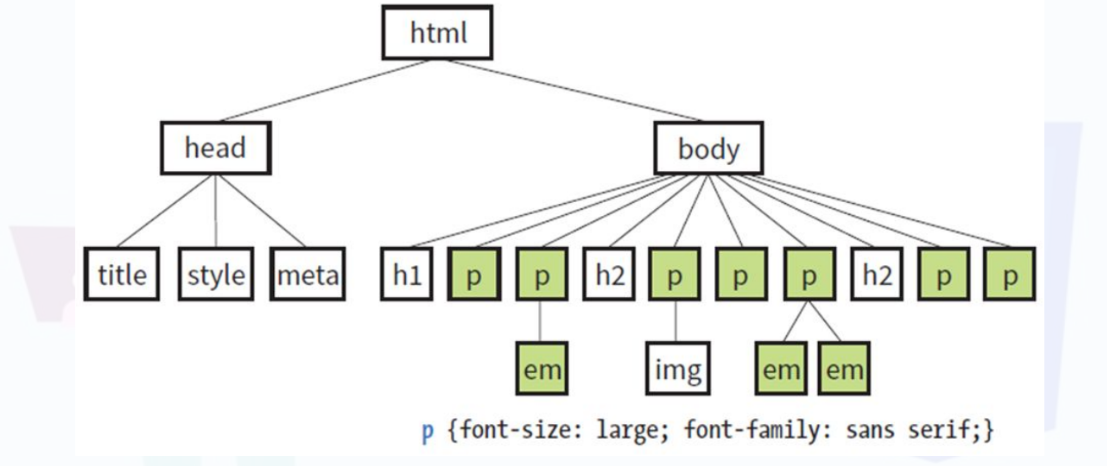 html
head body
title style meta h1 p p h2 p p p h2 p p
em img em em
p {font-size: large; font-family: sans serif;}